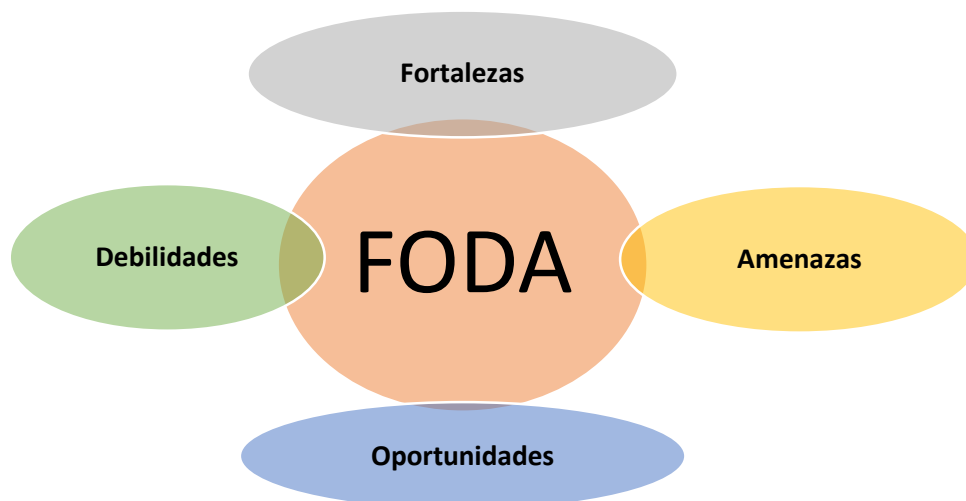 Fortalezas
Debilidades
FODA
Amenazas
Oportunidades